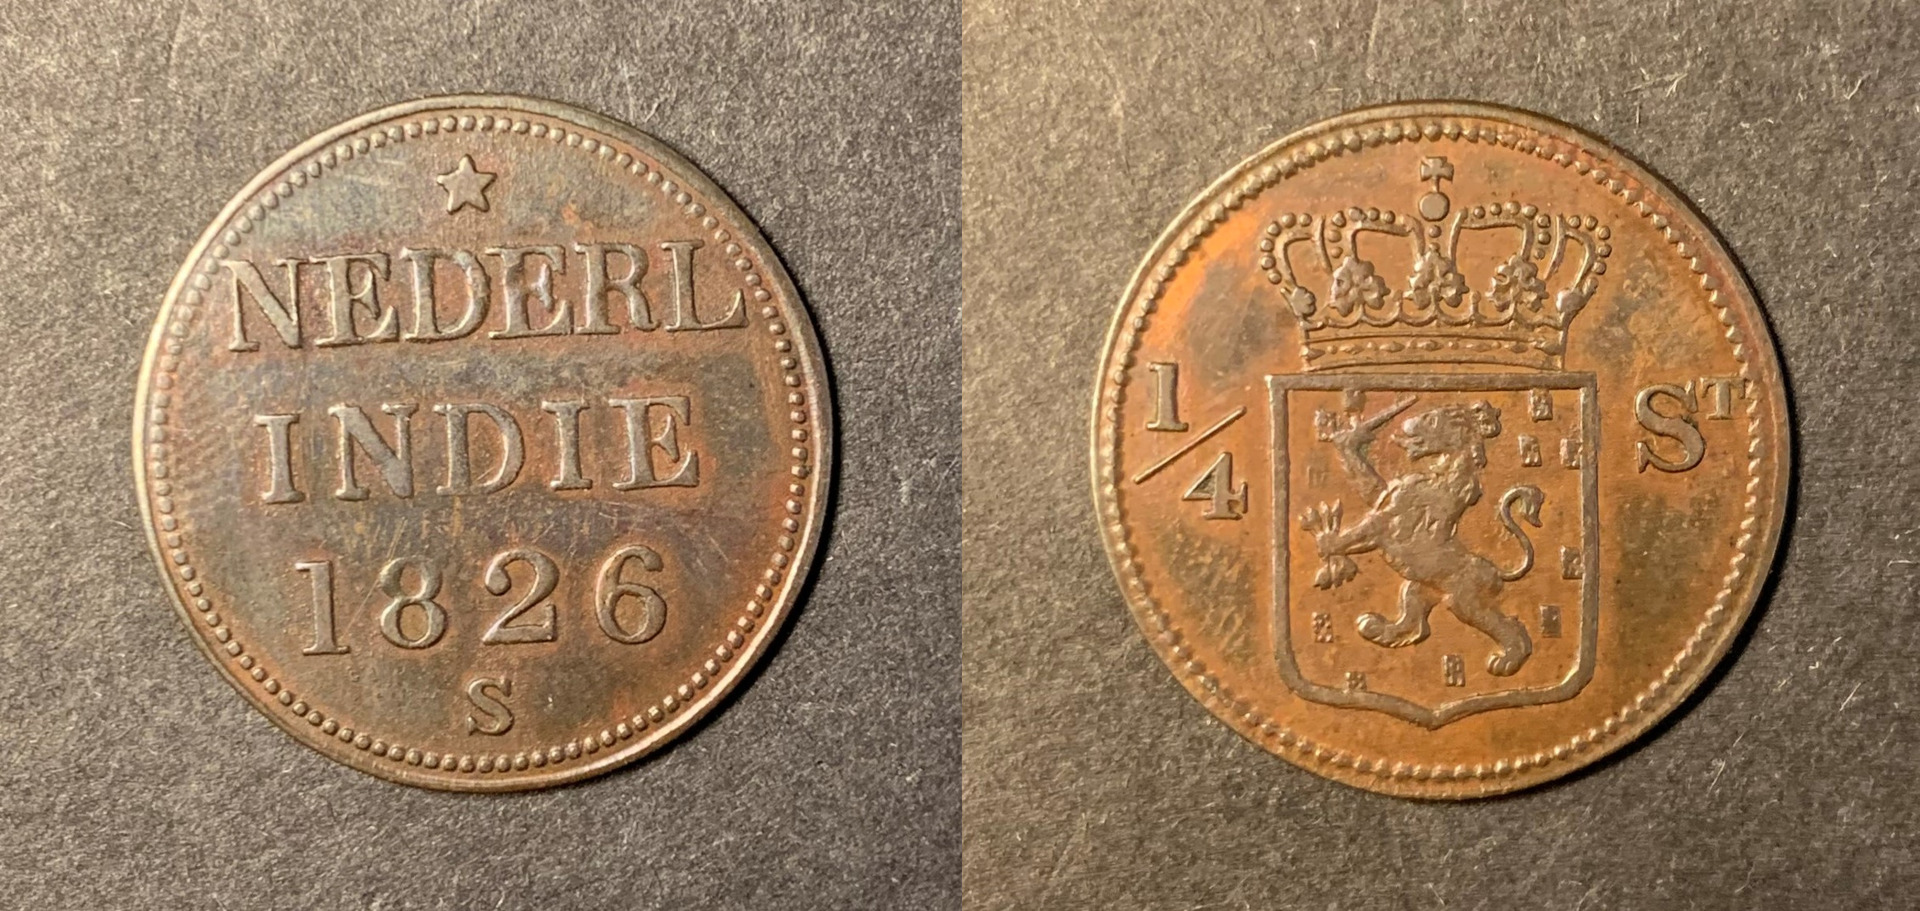 NEDERL
INDIE
1826
S
1/4 ST